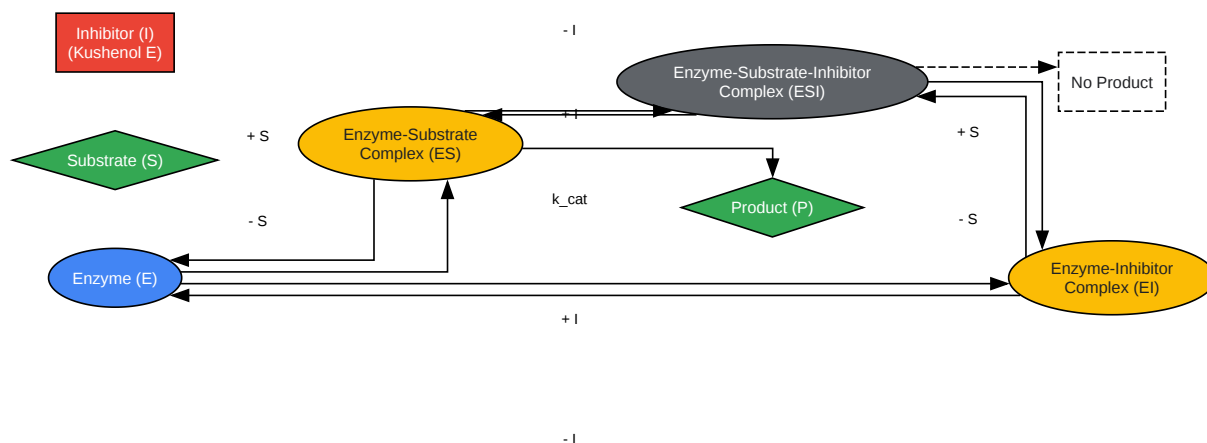 Inhibitor (I)
(Kushenol E)
- I
Enzyme-Substrate-Inhibitor
Complex (ESI)
No Product
+ I
+ S
Enzyme-Substrate
Complex (ES)
+ S
Substrate (S)
k_cat
Product (P)
- S
- S
Enzyme (E)
Enzyme-Inhibitor
Complex (EI)
+ I
- I